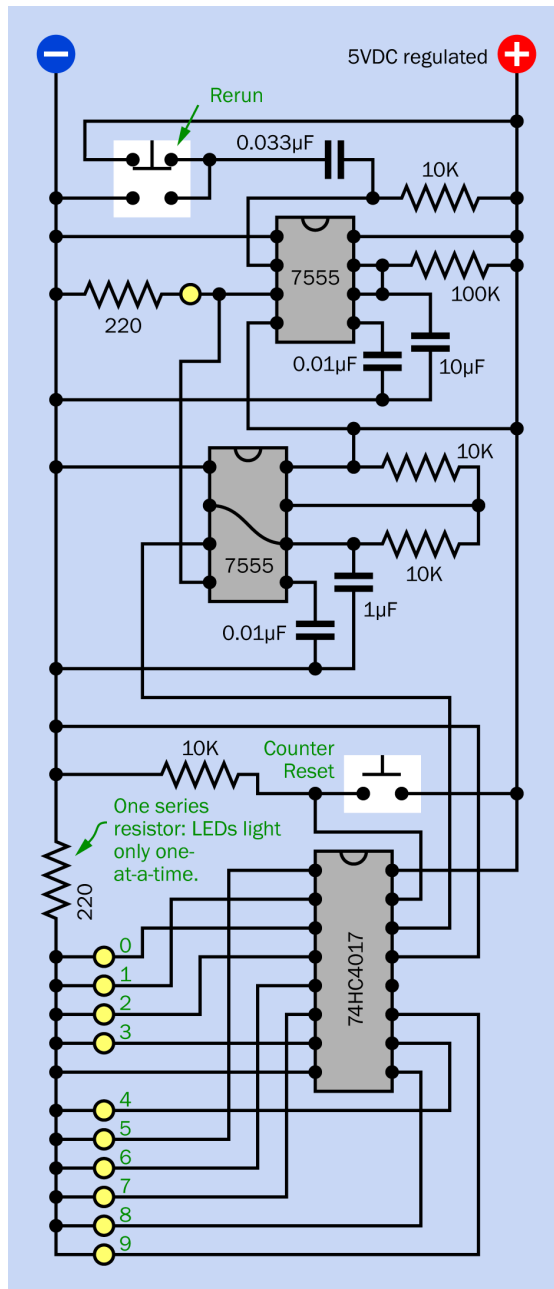 5VDC regulated
Rerun
0.033µF
10K
7555
220
100K
0.01µF
10µF
10K
7555
10K
1µF
0.01µF
10K
Counter
Reset
One series
resistor: LEDs light
only one-
at-a-time.
220
74HC4017
0
1
2
3
4
5
6
7
8
9